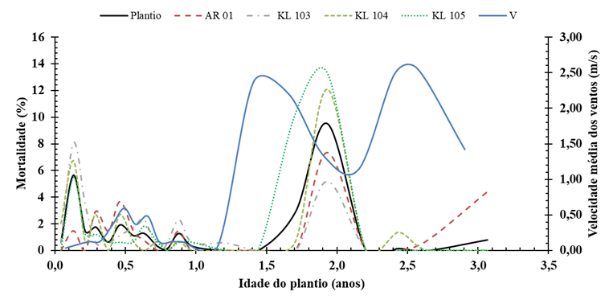 Plantio AR 01 KL 103 KL 104 KL 105 V
16 3,00
14 2,50
12
10 2,00
8 1,50
6
1,00
4
2 0,50
0 0,00
0,0 0,5 1,0 1,5 2,0 2,5 3,0 3,5
Mortalidade (%)
Velocidade média dos ventos (m/s)
Idade do plantio (anos)